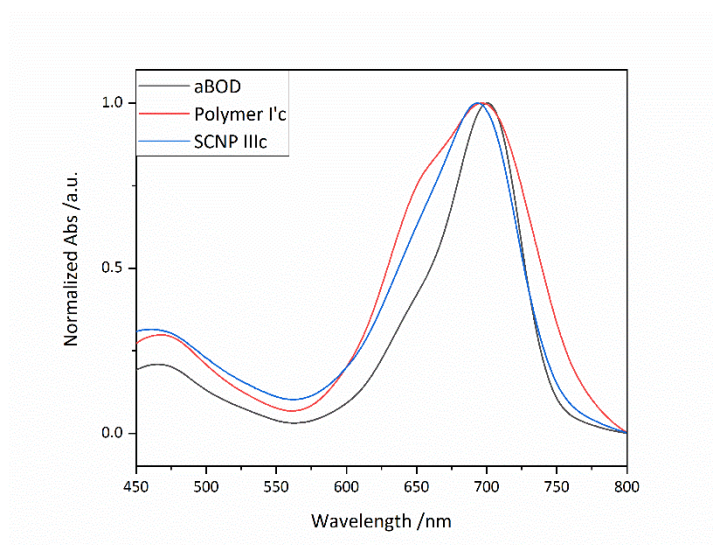 aBOD
Polymer I'c
SCNP IIIc
1.0
0.5
0.0
Normalized Abs /a.u.
450 500 550 600 650 700 750 800
Wavelength /nm